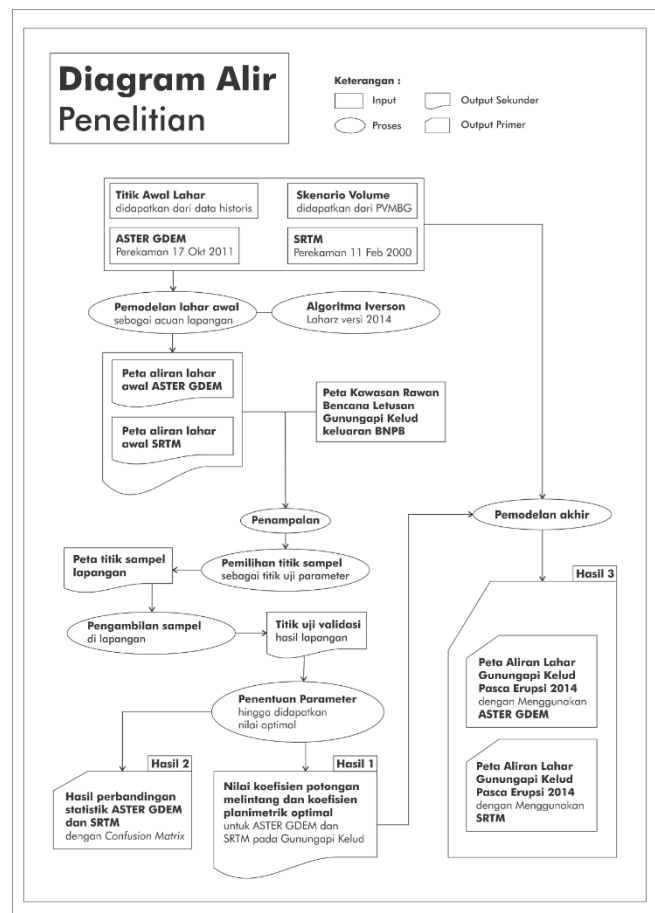 Diagram Alir
Penelitian
Keterangan :
Input
Output Sekunder
Proses
Output Primer
Titik Awal Lahar
didapatkan dari data historis
Skenario Volume
didapatkan dari PVMBG
ASTER GDEM
Perekaman 17 Okt 2011
SRTM
Perekaman 11 Feb 2000
Pemodelan lahar awal
sebagai acuan lapangan
Algoritma Iverson
Laharz versi 2014
Peta aliran lahar
awal ASTER GDEM
Peta aliran lahar
awal SRTM
Peta Kawasan Rawan
Bencana Letusan
Gunungapi Kelud
keluaran BNPB
Penampalan
Pemodelan akhir
Pemilihan titik sampel
sebagai titik uji parameter
Peta titik sampel
lapangan
Pengambilan sampel
di lapangan
Titik uji validasi
hasil lapangan
Penentuan Parameter
hingga didapatkan
nilai optimal
Hasil 2
Hasil perbandingan
statistik ASTER GDEM
dan SRTM
dengan Confusion Matrix
Hasil 1
Nilai koefisien potongan
melintang dan koefisien
planimetrik optimal
untuk ASTER GDEM dan
SRTM pada Gunungapi Kelud
Hasil 3
Peta Aliran Lahar
Gunungapi Kelud
Pasca Erupsi 2014
dengan Menggunakan
ASTER GDEM
Peta Aliran Lahar
Gunungapi Kelud
Pasca Erupsi 2014
dengan Menggunakan
SRTM